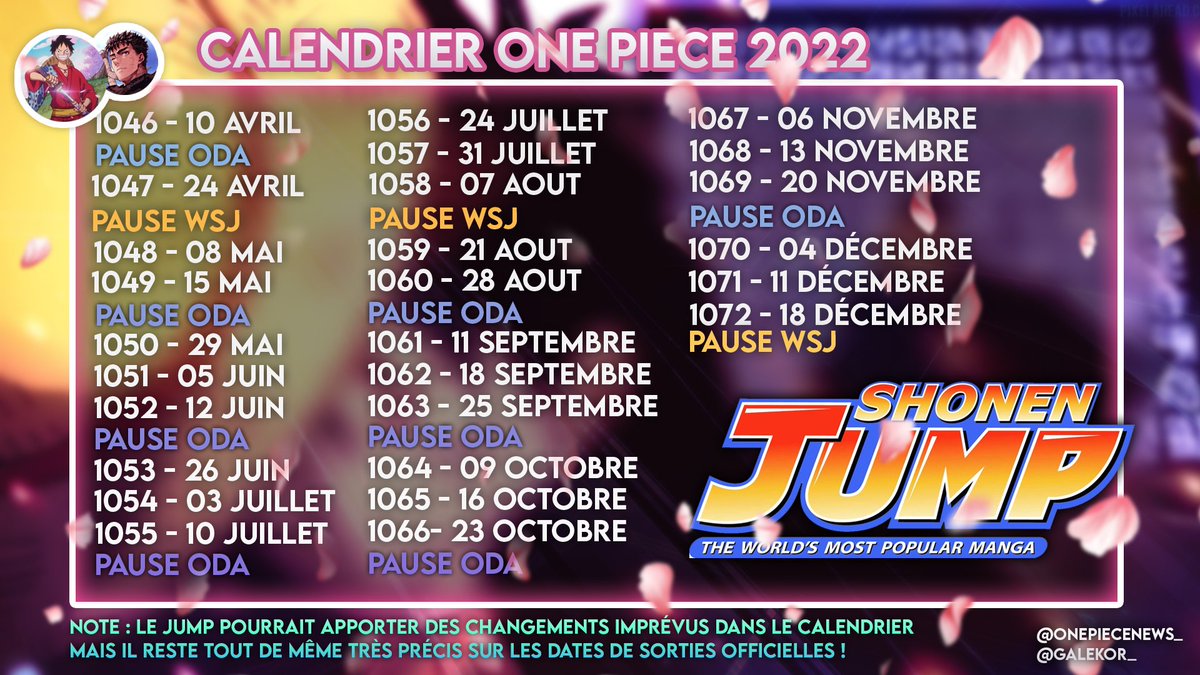 CALENDRIER ONE PIECE 2022
1046 - 10 AVRIL
PAUSE ODA
1047 - 24 AVRIL
PAUSE WSJ
1048 - 08 MAI
1049 - 15 MAI
PAUSE ODA
1050 - 29 MAI
1051 - 05 JUIN
1052 - 12 JUIN
PAUSE ODA
1053 - 26 JUIN
1054 - 03 JUILLET
1055 - 10 JUILLET
PAUSE ODA
1056 - 24 JUILLET
1057 - 31 JUILLET
1058 - 07 AOUT
PAUSE WSJ
1059 - 21 AOUT
1060 - 28 AOUT
PAUSE ODA
1061 - 11 SEPTEMBRE
1062 - 18 SEPTEMBRE
1063 - 25 SEPTEMBRE
PAUSE ODA
1064 - 09 OCTOBRE
1065 - 16 OCTOBRE
1066- 23 OCTOBRE
PAUSE ODA
1067 - 06 NOVEMBRE
1068 - 13 NOVEMBRE
1069 - 20 NOVEMBRE
PAUSE ODA
1070 - 04 DÉCEMBRE
1071 - 11 DÉCEMBRE
1072 - 18 DÉCEMBRE
PAUSE WSJ
SHONEN
JUMP
THE WORLD'S MOST POPULAR MANGA
NOTE : LE JUMP POURRAIT APPORTER DES CHANGEMENTS IMPRÉVUS DANS LE CALENDRIER
MAIS IL RESTE TOUT DE MÊME TRÈS PRÉCIS SUR LES DATES DE SORTIES OFFICIELLES !
@ONEPIECENEWS_
@GALEKOR_